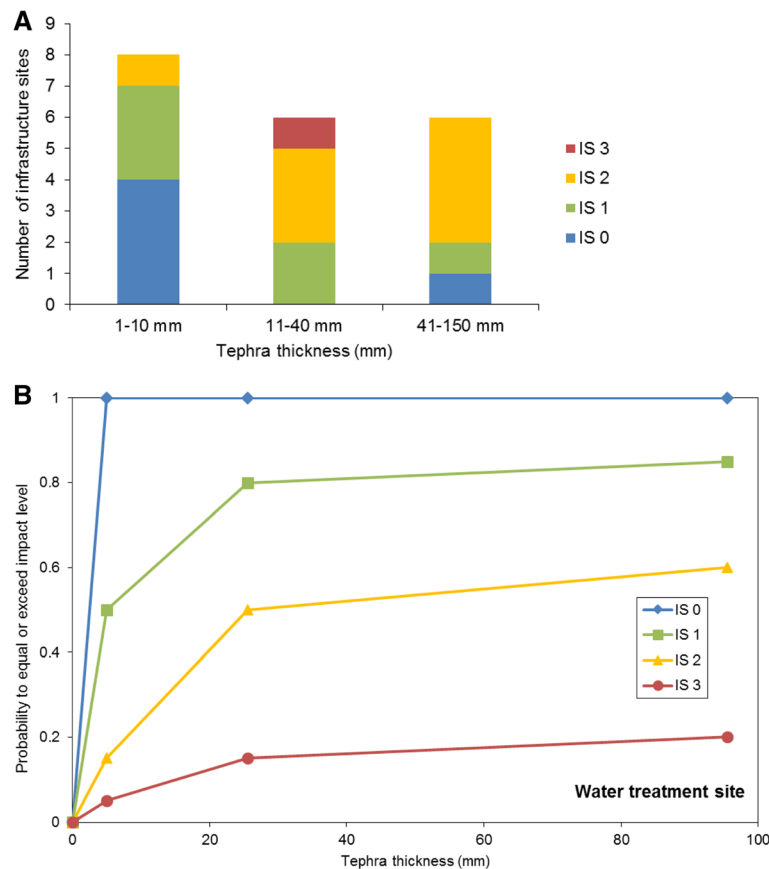 A
9
8
7
6
5
4
3
2
1
0
Number of infrastructure sites
1-10 mm 11-40 mm 41-150 mm
Tephra thickness (mm)
IS 3
IS 2
IS 1
IS 0
B
1
0.8
0.6
0.4
0.2
0
Probability to equal or exceed impact level
IS 0
IS 1
IS 2
IS 3
Water treatment site
0 20 40 60 80 100
Tephra thickness (mm)